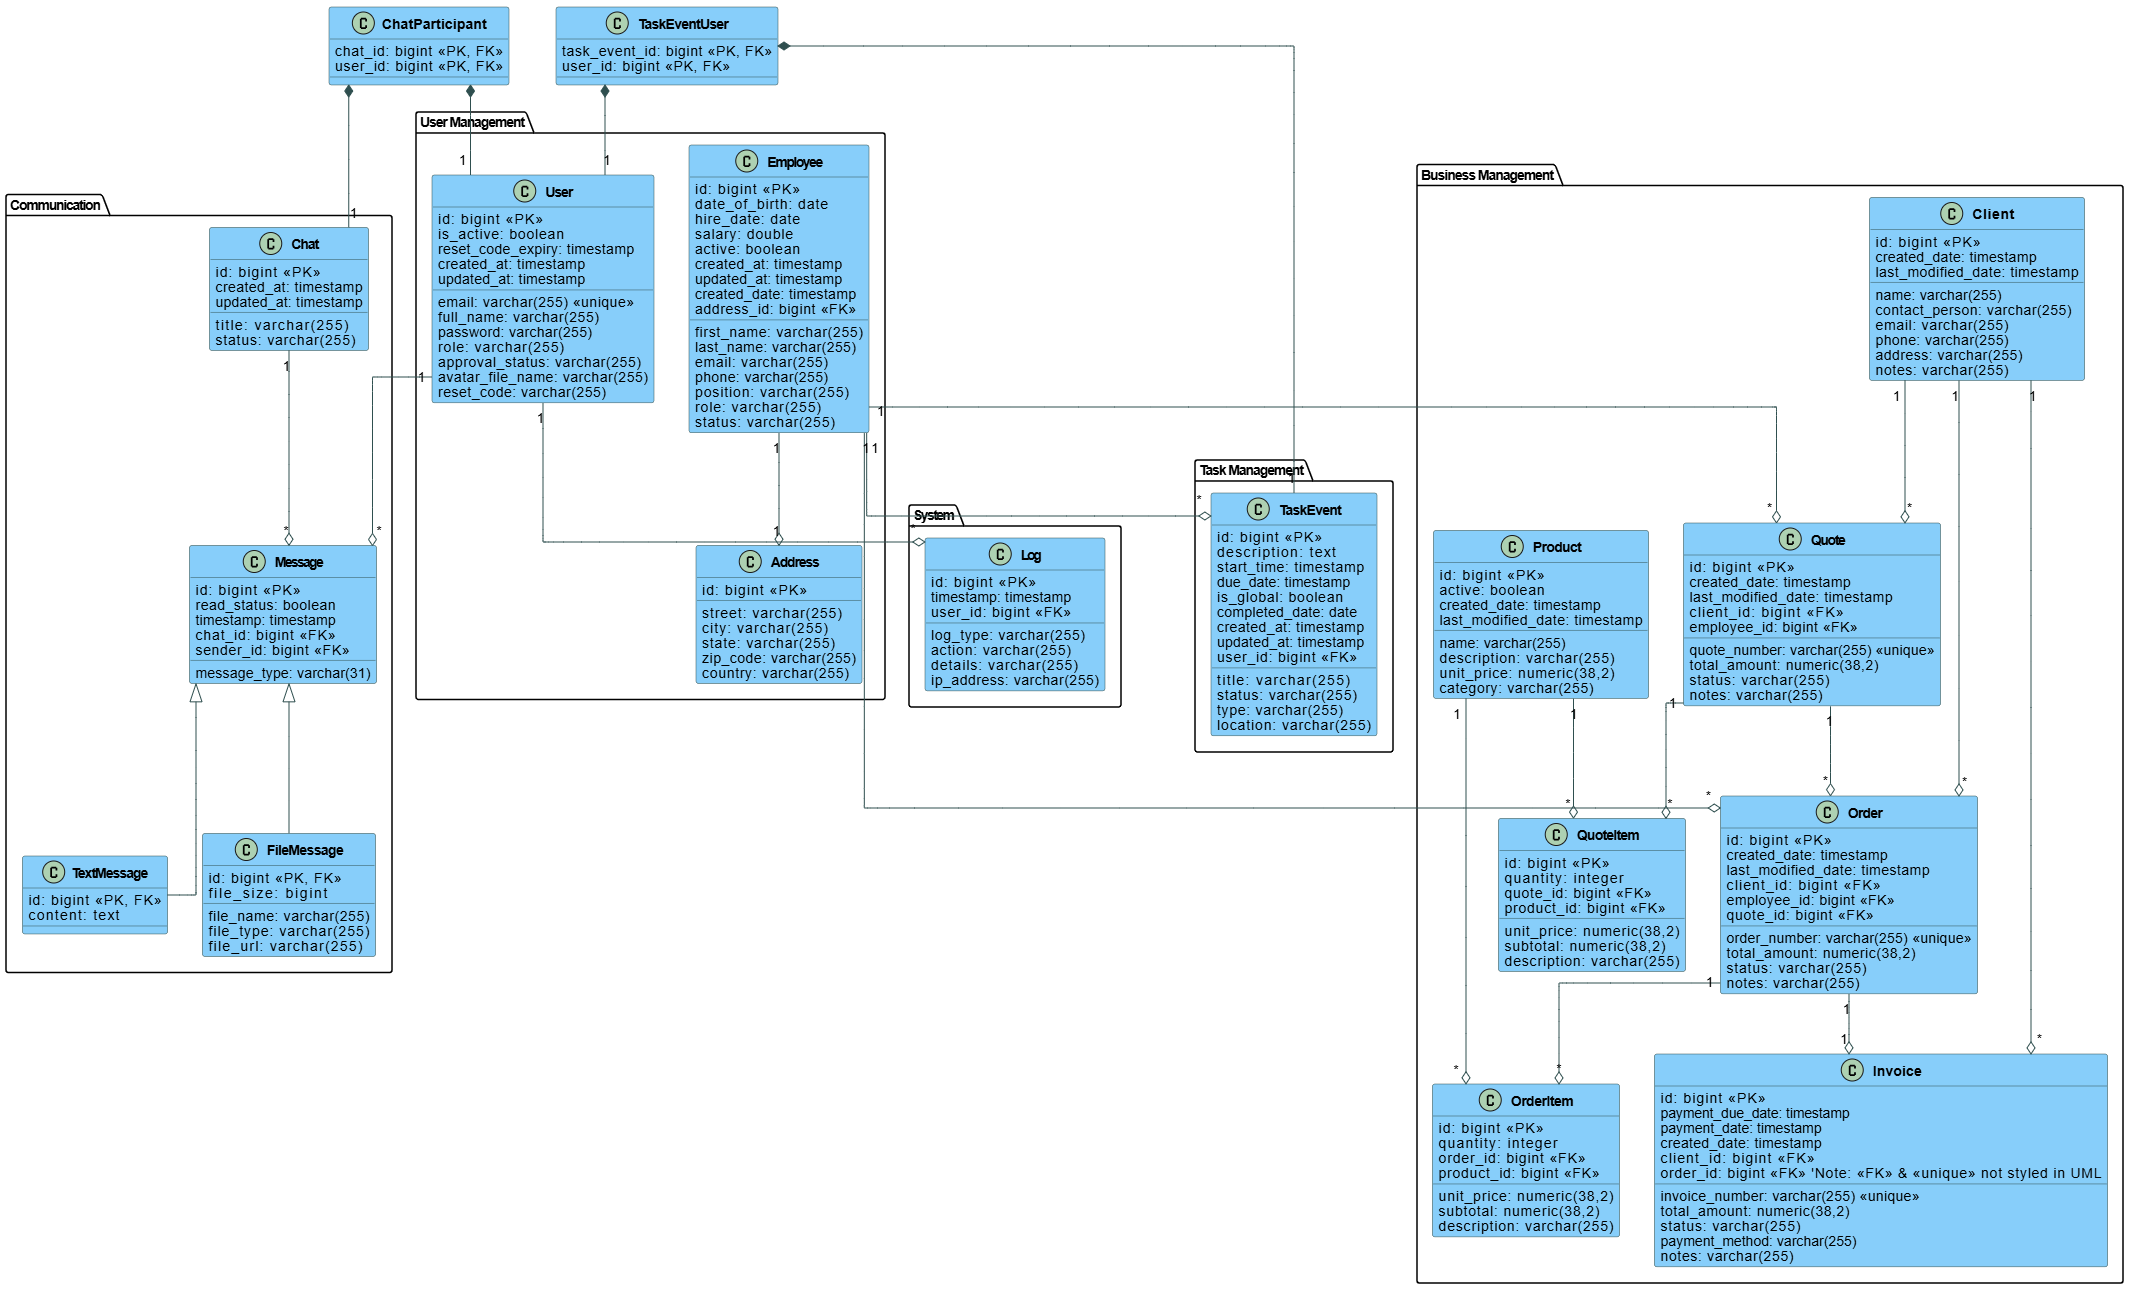 C ChatParticipant
chat_id: bigint «PK, FK»
user_id: bigint «PK, FK»
C TaskEventUser
task_event_id: bigint «PK, FK»
user_id: bigint «PK, FK»
1
1
1
User Management
C User
id: bigint «PK»
is_active: boolean
reset_code_expiry: timestamp
created_at: timestamp
updated_at: timestamp
email: varchar(255) «unique»
full_name: varchar(255)
password: varchar(255)
role: varchar(255)
approval_status: varchar(255)
avatar_file_name: varchar(255)
reset_code: varchar(255)
1
1
C Employee
id: bigint «PK»
date_of_birth: date
hire_date: date
salary: double
active: boolean
created_at: timestamp
updated_at: timestamp
created_date: timestamp
address_id: bigint «FK»
first_name: varchar(255)
last_name: varchar(255)
email: varchar(255)
phone: varchar(255)
position: varchar(255)
role: varchar(255)
status: varchar(255)
1
1
1
1
1
C Address
id: bigint «PK»
street: varchar(255)
city: varchar(255)
state: varchar(255)
zip_code: varchar(255)
country: varchar(255)
Communication
C Chat
id: bigint «PK»
created_at: timestamp
updated_at: timestamp
title: varchar(255)
status: varchar(255)
1
*
*
C Message
id: bigint «PK»
read_status: boolean
timestamp: timestamp
chat_id: bigint «FK»
sender_id: bigint «FK»
message_type: varchar(31)
C TextMessage
id: bigint «PK, FK»
content: text
C FileMessage
id: bigint «PK, FK»
file_size: bigint
file_name: varchar(255)
file_type: varchar(255)
file_url: varchar(255)
System
*
C Log
id: bigint «PK»
timestamp: timestamp
user_id: bigint «FK»
log_type: varchar(255)
action: varchar(255)
details: varchar(255)
ip_address: varchar(255)
Task Management
1
*
C TaskEvent
id: bigint «PK»
description: text
start_time: timestamp
due_date: timestamp
is_global: boolean
completed_date: date
created_at: timestamp
updated_at: timestamp
user_id: bigint «FK»
title: varchar(255)
status: varchar(255)
type: varchar(255)
location: varchar(255)
Business Management
C Client
id: bigint «PK»
created_date: timestamp
last_modified_date: timestamp
name: varchar(255)
contact_person: varchar(255)
email: varchar(255)
phone: varchar(255)
address: varchar(255)
notes: varchar(255)
1
1
1
*
*
C Product
id: bigint «PK»
active: boolean
created_date: timestamp
last_modified_date: timestamp
name: varchar(255)
description: varchar(255)
unit_price: numeric(38,2)
category: varchar(255)
1
1
C Quote
id: bigint «PK»
created_date: timestamp
last_modified_date: timestamp
client_id: bigint «FK»
employee_id: bigint «FK»
quote_number: varchar(255) «unique»
total_amount: numeric(38,2)
status: varchar(255)
notes: varchar(255)
1
1
*
*
*
*
*
C QuoteItem
id: bigint «PK»
quantity: integer
quote_id: bigint «FK»
product_id: bigint «FK»
unit_price: numeric(38,2)
subtotal: numeric(38,2)
description: varchar(255)
C Order
id: bigint «PK»
created_date: timestamp
last_modified_date: timestamp
client_id: bigint «FK»
employee_id: bigint «FK»
quote_id: bigint «FK»
order_number: varchar(255) «unique»
total_amount: numeric(38,2)
status: varchar(255)
notes: varchar(255)
1
1
1
*
*
*
C OrderItem
id: bigint «PK»
quantity: integer
order_id: bigint «FK»
product_id: bigint «FK»
unit_price: numeric(38,2)
subtotal: numeric(38,2)
description: varchar(255)
C Invoice
id: bigint «PK»
payment_due_date: timestamp
payment_date: timestamp
created_date: timestamp
client_id: bigint «FK»
order_id: bigint «FK» 'Note: «FK» & «unique» not styled in UML
invoice_number: varchar(255) «unique»
total_amount: numeric(38,2)
status: varchar(255)
payment_method: varchar(255)
notes: varchar(255)